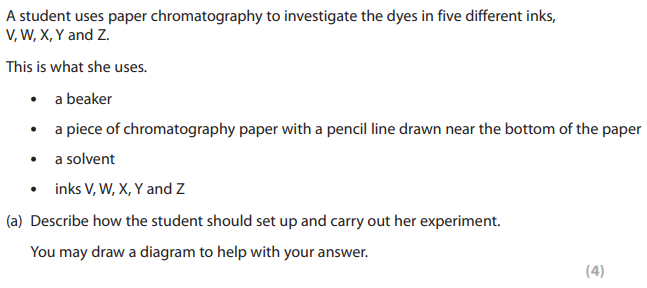 A student uses paper chromatography to investigate the dyes in five different inks,
V, W, X, Y and Z.
This is what she uses.
• a beaker
• a piece of chromatography paper with a pencil line drawn near the bottom of the paper
• a solvent
• inks V, W, X, Y and Z
(a) Describe how the student should set up and carry out her experiment.
You may draw a diagram to help with your answer.
(4)